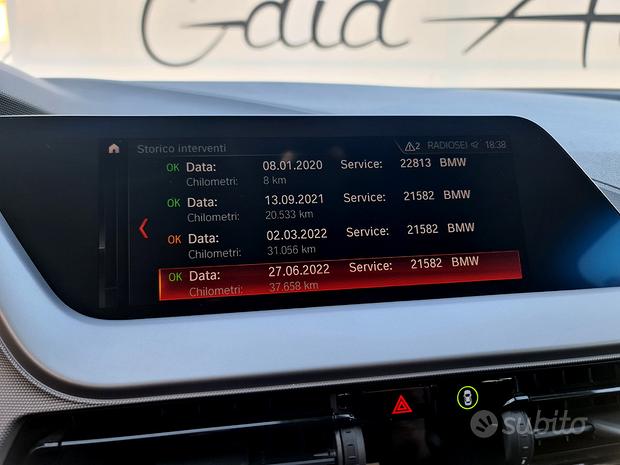 Gaia A
Storico interventi 2 RADIOSEI 18:38
OK Data: 08.01.2020 Service: 22813 BMW
Chilometri: 8 km
OK Data: 13.09.2021 Service: 21582 BMW
Chilometri: 20.533 km
OK Data: 02.03.2022 Service: 21582 BMW
Chilometri: 31.056 km
OK Data: 27.06.2022 Service: 21582 BMW
Chilometri: 37.658 km
subito